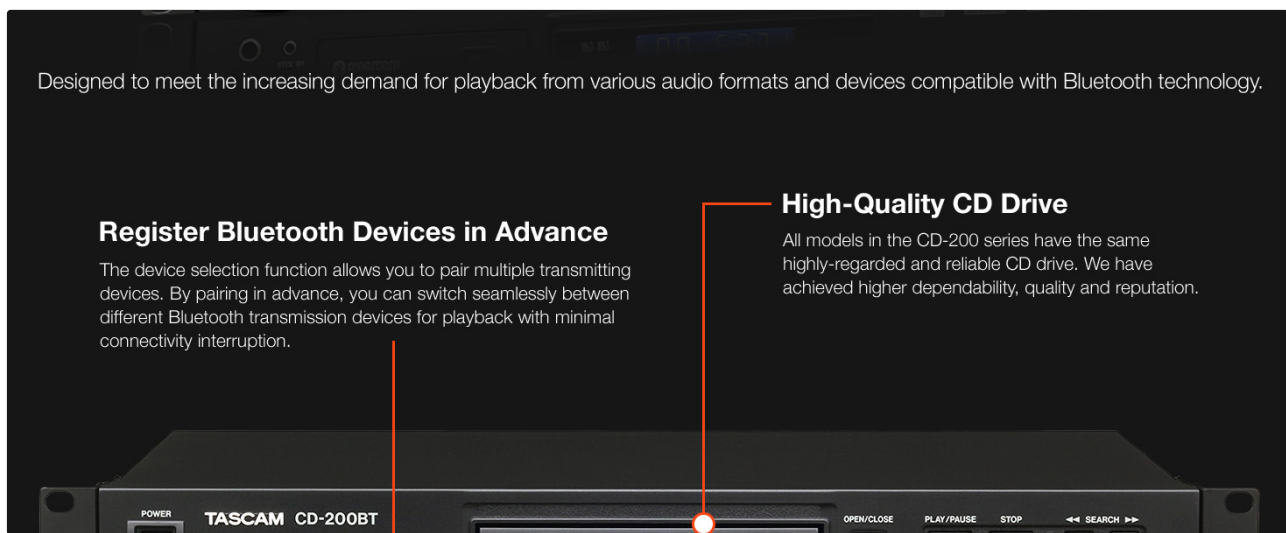 Designed to meet the increasing demand for playback from various audio formats and devices compatible with Bluetooth technology.
Register Bluetooth Devices in Advance
The device selection function allows you to pair multiple transmitting
devices. By pairing in advance, you can switch seamlessly between
different Bluetooth transmission devices for playback with minimal
connectivity interruption.
High-Quality CD Drive
All models in the CD-200 series have the same
highly-regarded and reliable CD drive. We have
achieved higher dependability, quality and reputation.
POWER
TASCAM CD-200BT
OPEN/CLOSE
PLAY/PAUSE
STOP
◄◄ SEARCH ►►